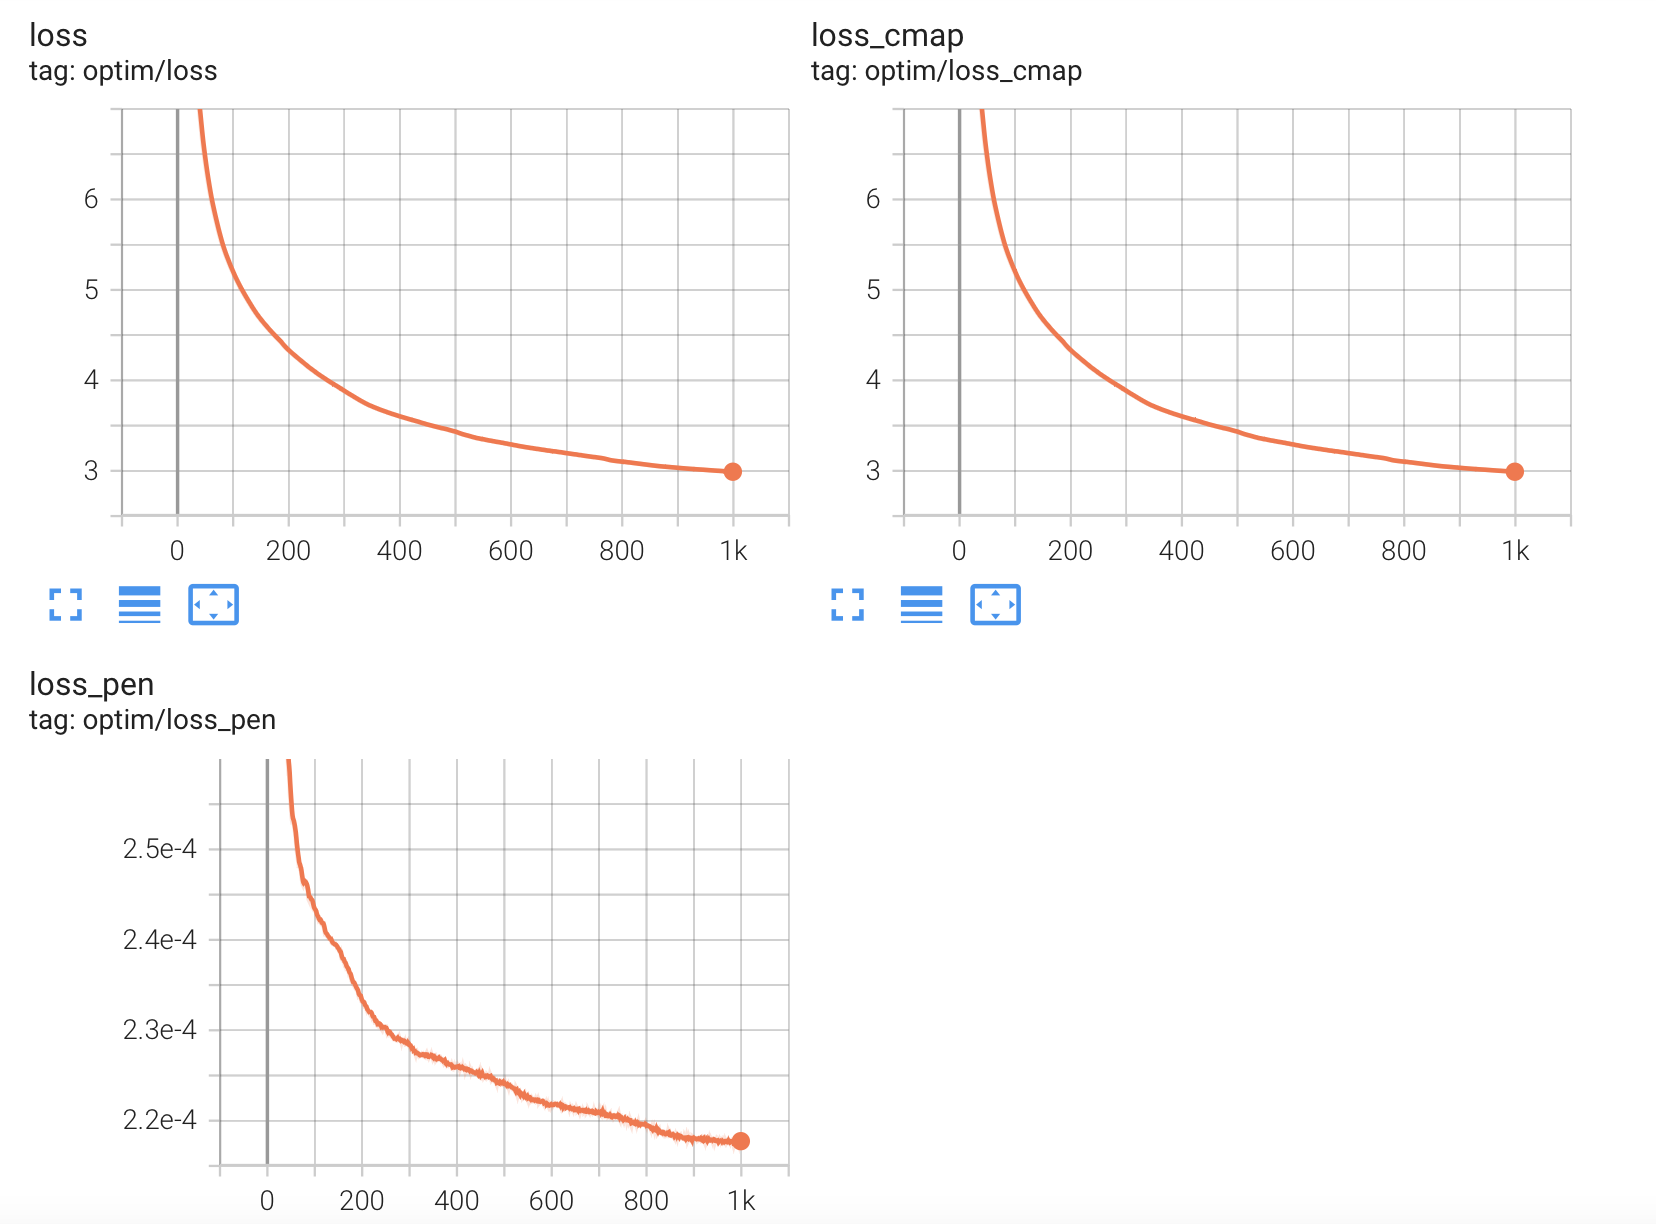 loss
tag: optim/loss
6
5
4
3
0 200 400 600 800 1k
loss_cmap
tag: optim/loss_cmap
6
5
4
3
0 200 400 600 800 1k
loss_pen
tag: optim/loss_pen
2.5e-4
2.4e-4
2.3e-4
2.2e-4
0 200 400 600 800 1k